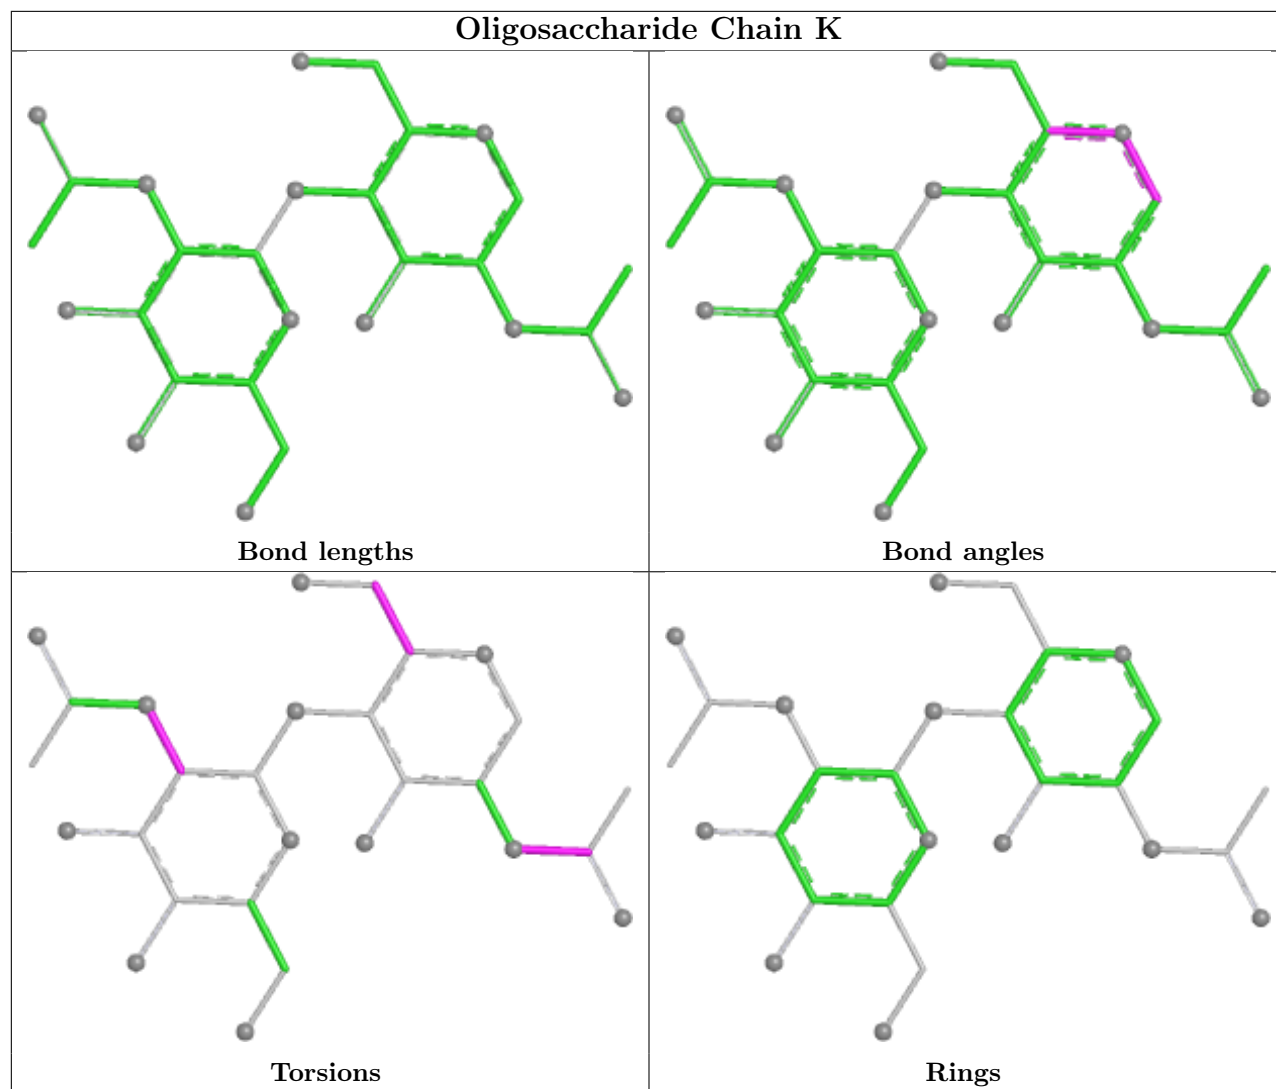 Oligosaccharide Chain K
Bond lengths
Bond angles
Torsions
Rings